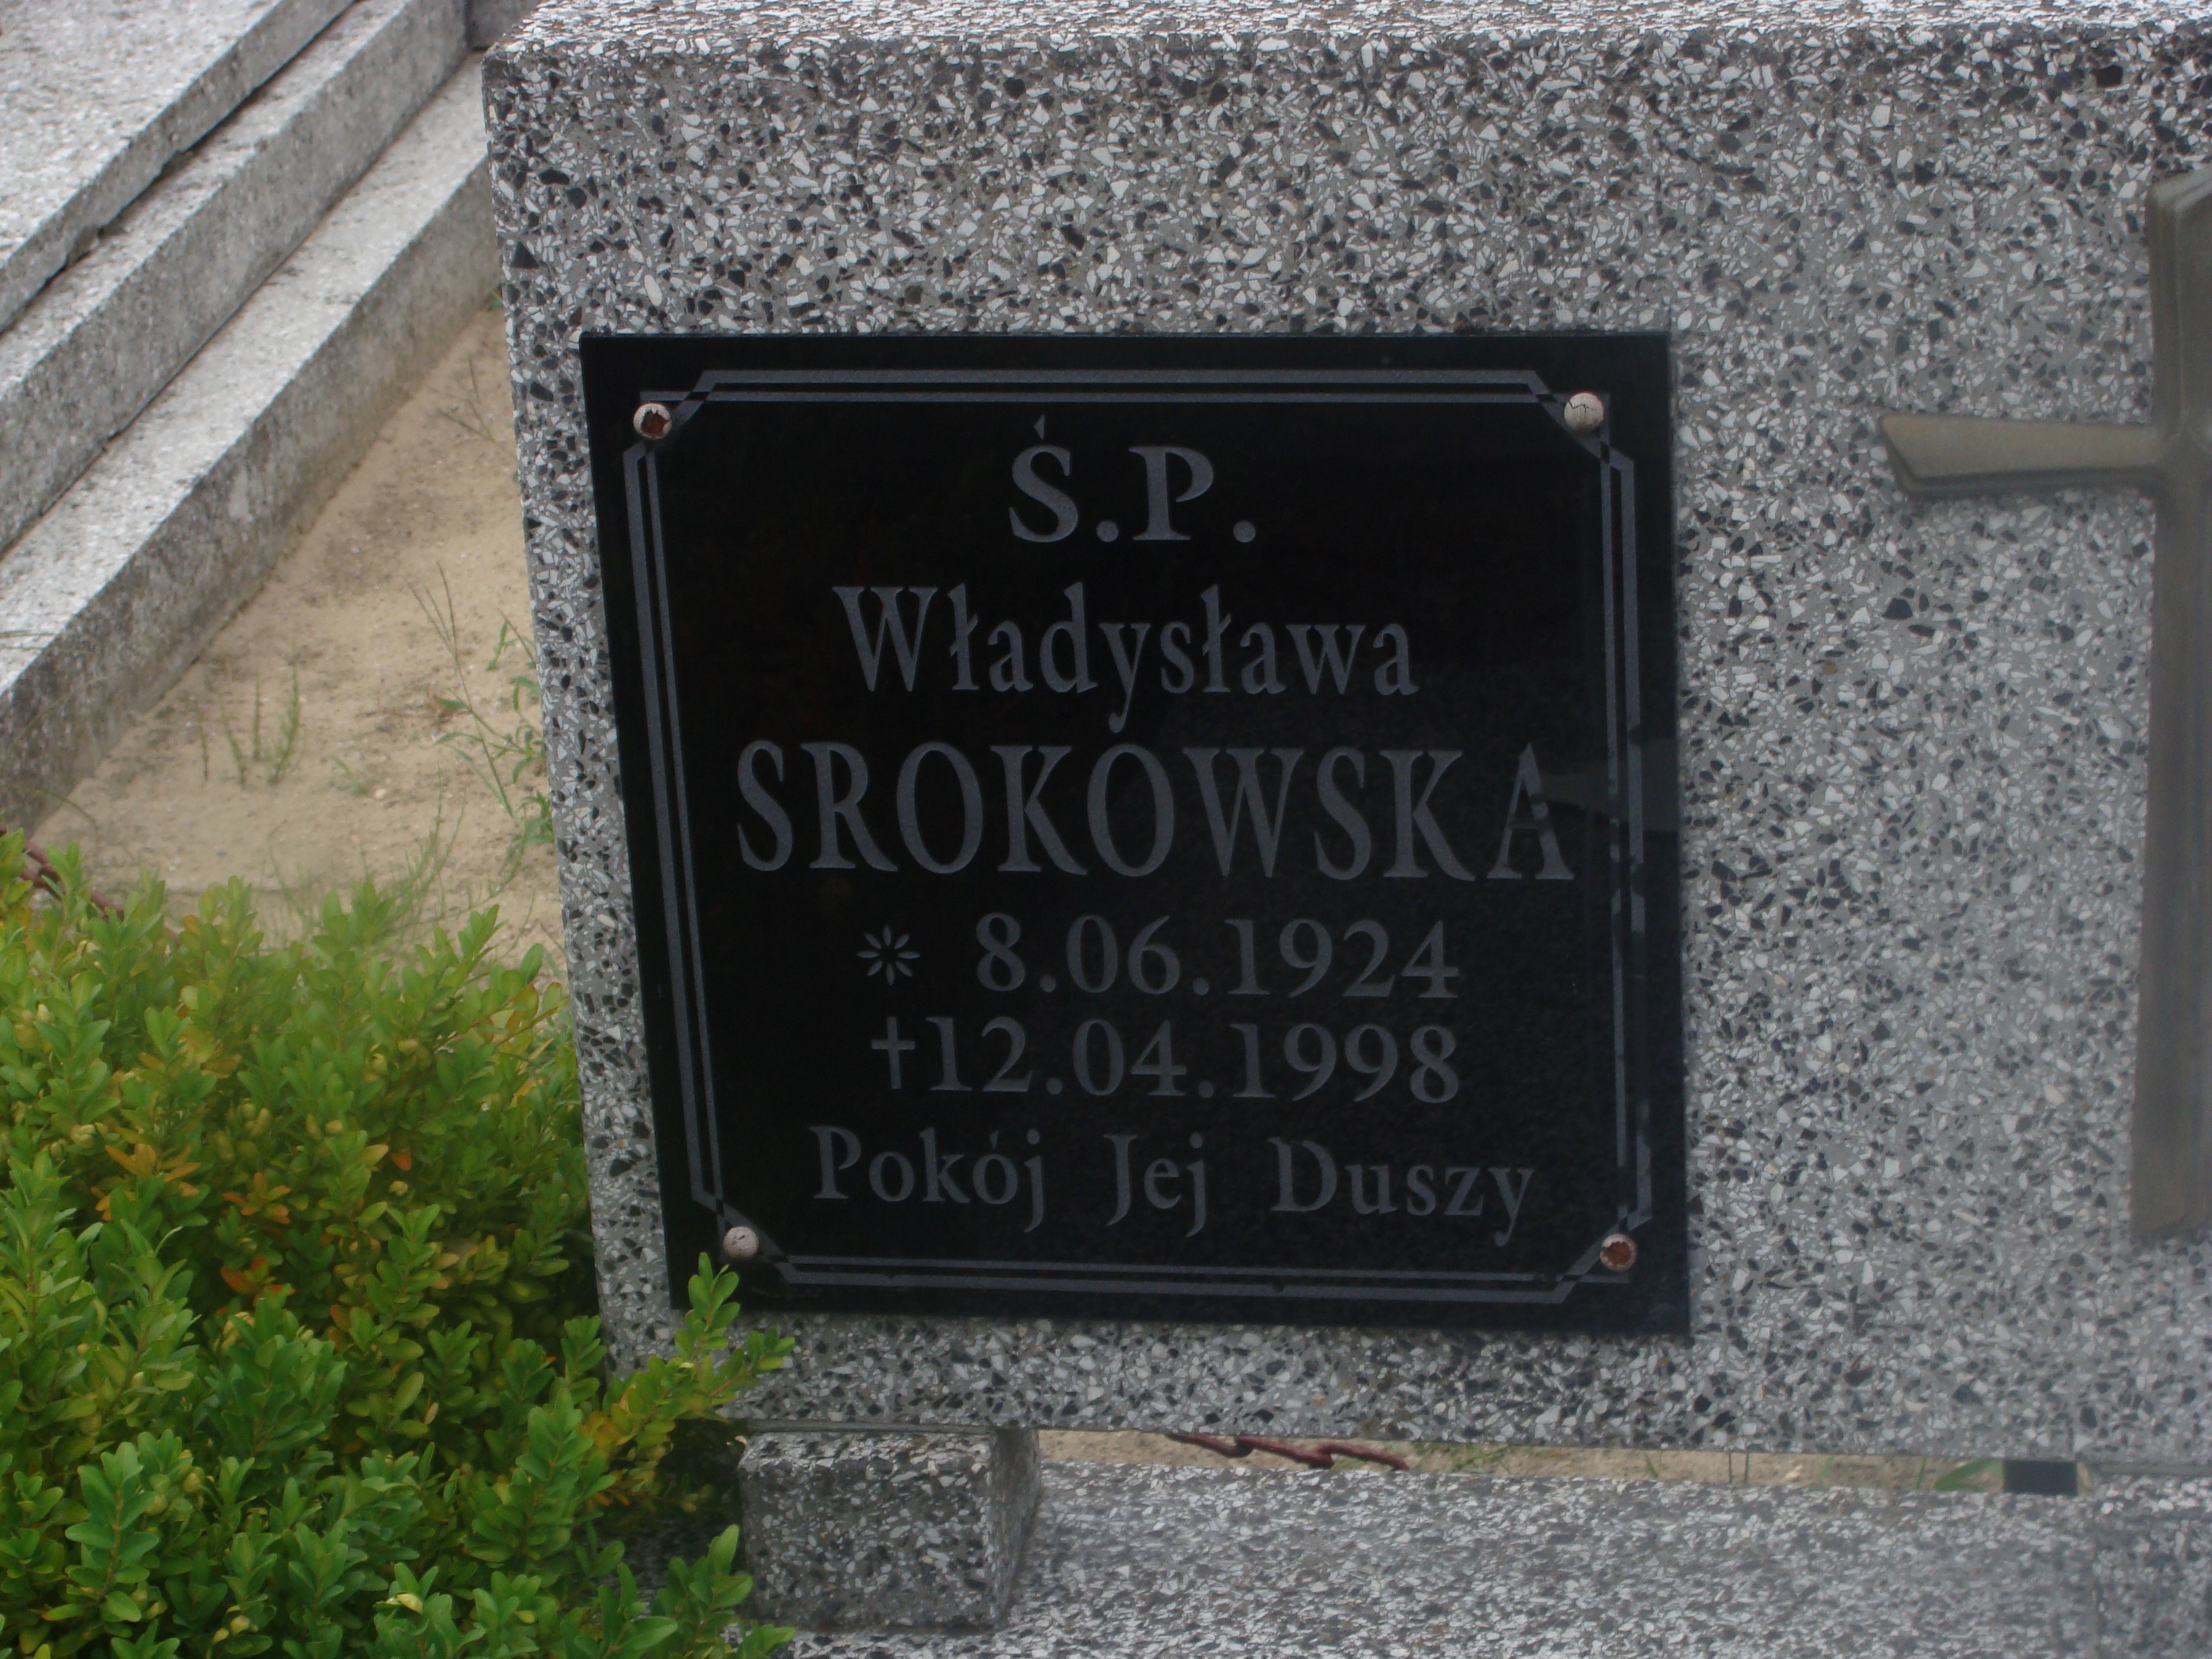 Ś.P.
Władysława
SROKOWSKA
* 8.06.1924
†12.04.1998
Pokój Jej Duszy